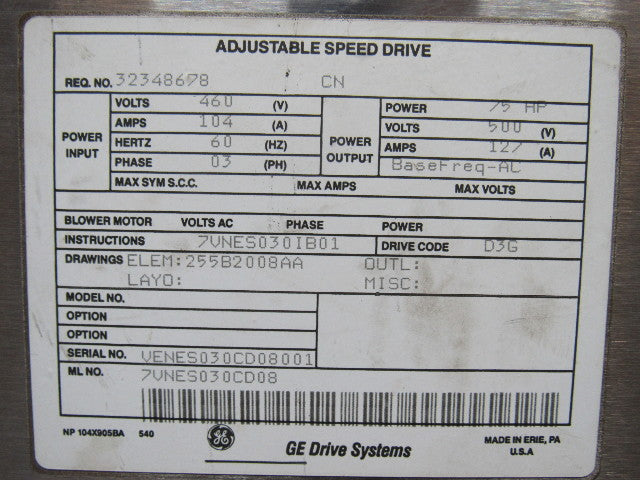 ADJUSTABLE SPEED DRIVE
REQ. NO. 32348678 CN
POWER INPUT
VOLTS 460 (V)
AMPS 104 (A)
HERTZ 60 (HZ)
PHASE 03 (PH)
POWER OUTPUT
POWER 75 HP
VOLTS 500 (V)
AMPS 127 (A)
BaseFreq-AC
MAX SYM S.C.C. MAX AMPS MAX VOLTS
BLOWER MOTOR VOLTS AC PHASE POWER
INSTRUCTIONS 7VNES030IB01 DRIVE CODE D3G
DRAWINGS ELEM:255B2008AA OUTL:
LAYO: MISC:
MODEL NO.
OPTION
OPTION
SERIAL NO. VENES030CD08001
ML NO. 7VNES030CD08
NP 104X905BA 540
GE GE Drive Systems
MADE IN ERIE, PA
U.S.A